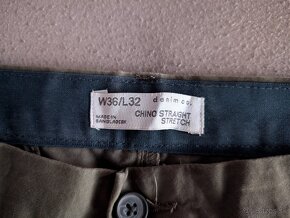 W36/L32 denim co.
MADE IN CHINO STRAIGHT
BANGLADESH STRETCH